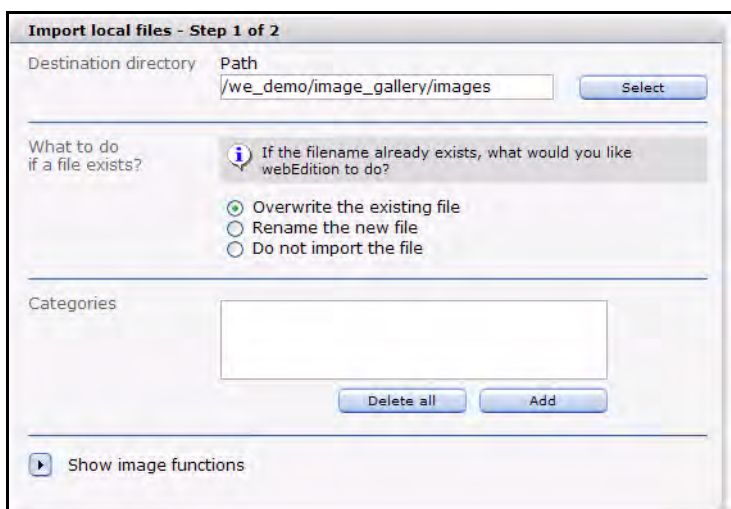 Import local files - Step 1 of 2
Destination directory
Path
/we_demo/image_gallery/images
Select
What to do
if a file exists?
If the filename already exists, what would you like
webEdition to do?
Overwrite the existing file
Rename the new file
Do not import the file
Categories
Delete all
Add
Show image functions